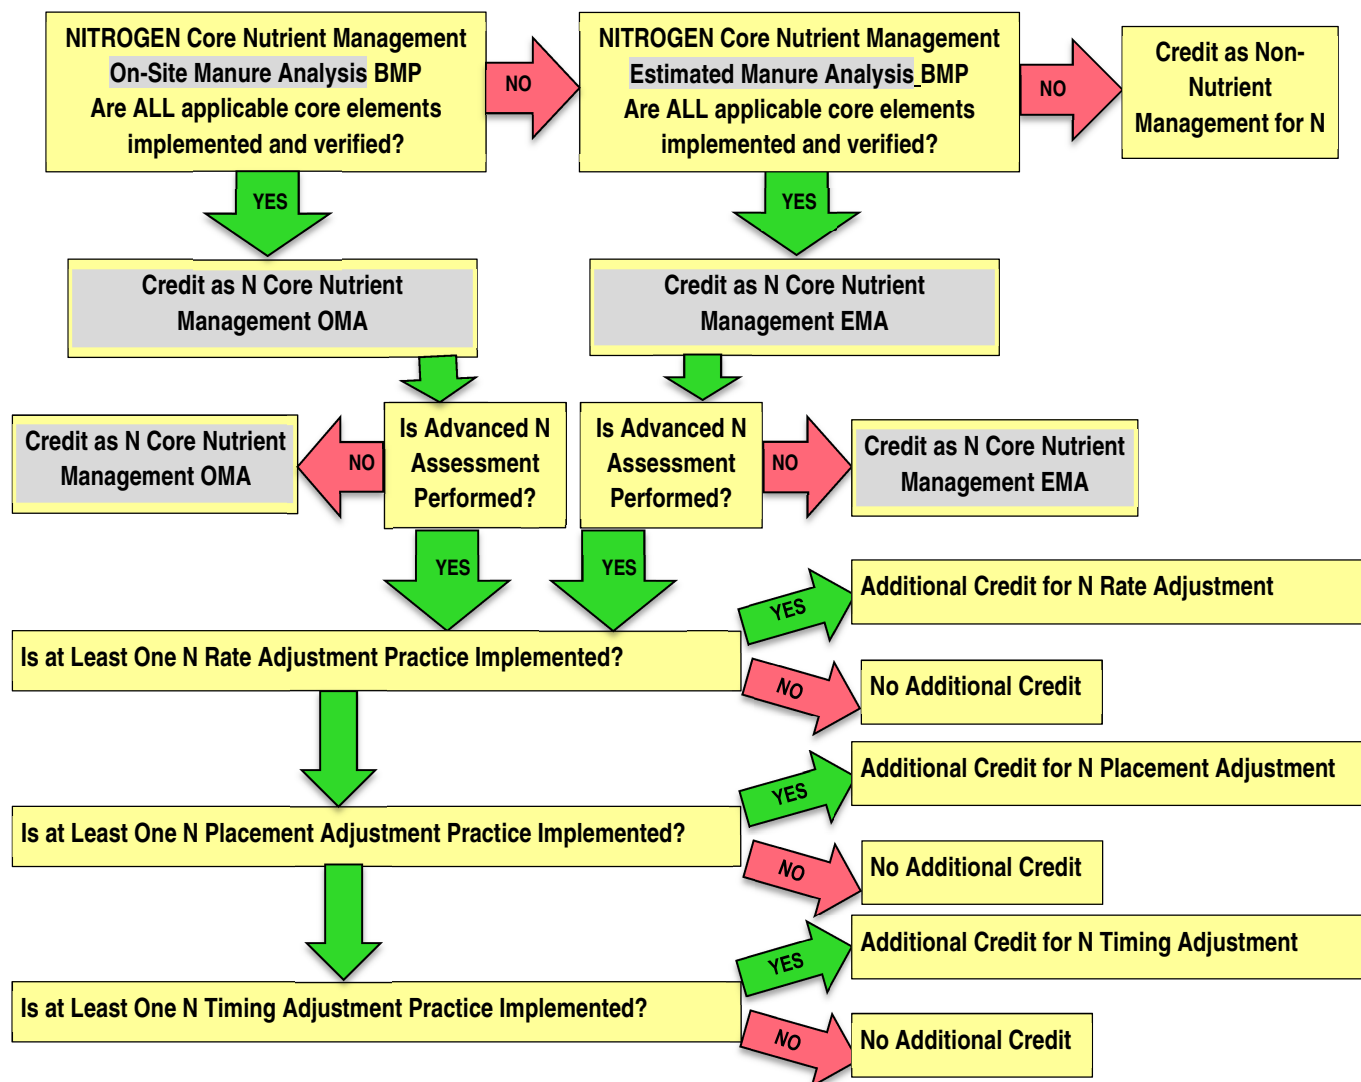 NITROGEN Core Nutrient Management
On-Site Manure Analysis BMP
Are ALL applicable core elements
implemented and verified?
NO
NITROGEN Core Nutrient Management
Estimated Manure Analysis BMP
Are ALL applicable core elements
implemented and verified?
NO
Credit as Non-
Nutrient
Management for N
YES
YES
Credit as N Core Nutrient
Management OMA
Credit as N Core Nutrient
Management EMA
Credit as N Core Nutrient
Management OMA
NO
Is Advanced N
Assessment
Performed?
Is Advanced N
Assessment
Performed?
NO
Credit as N Core Nutrient
Management EMA
YES
YES
Is at Least One N Rate Adjustment Practice Implemented?
YES
Additional Credit for N Rate Adjustment
NO
No Additional Credit
Is at Least One N Placement Adjustment Practice Implemented?
YES
Additional Credit for N Placement Adjustment
NO
No Additional Credit
Is at Least One N Timing Adjustment Practice Implemented?
YES
Additional Credit for N Timing Adjustment
NO
No Additional Credit